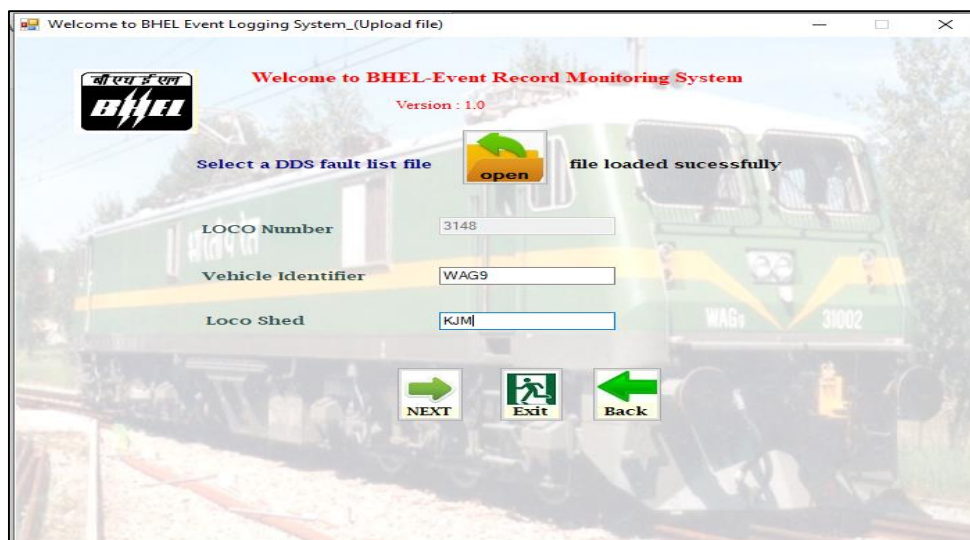 Welcome to BHEL Event Logging System_(Upload file)
बी एच ई एल
BHEL
Welcome to BHEL-Event Record Monitoring System
Version : 1.0
Select a DDS fault list file
open
file loaded sucessfully
LOCO Number
3148
Vehicle Identifier
WAG9
Loco Shed
KJM
WAG9
31002
NEXT
Exit
Back